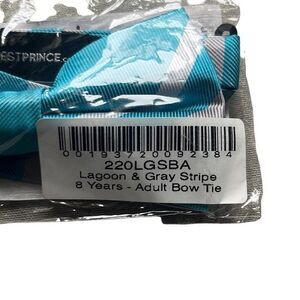 ESTPRINCE.c
0 0 1 9 3 7 2 0 0 9 2 3 8 4
220LGSBA
Lagoon & Gray Stripe
8 Years - Adult Bow Tie